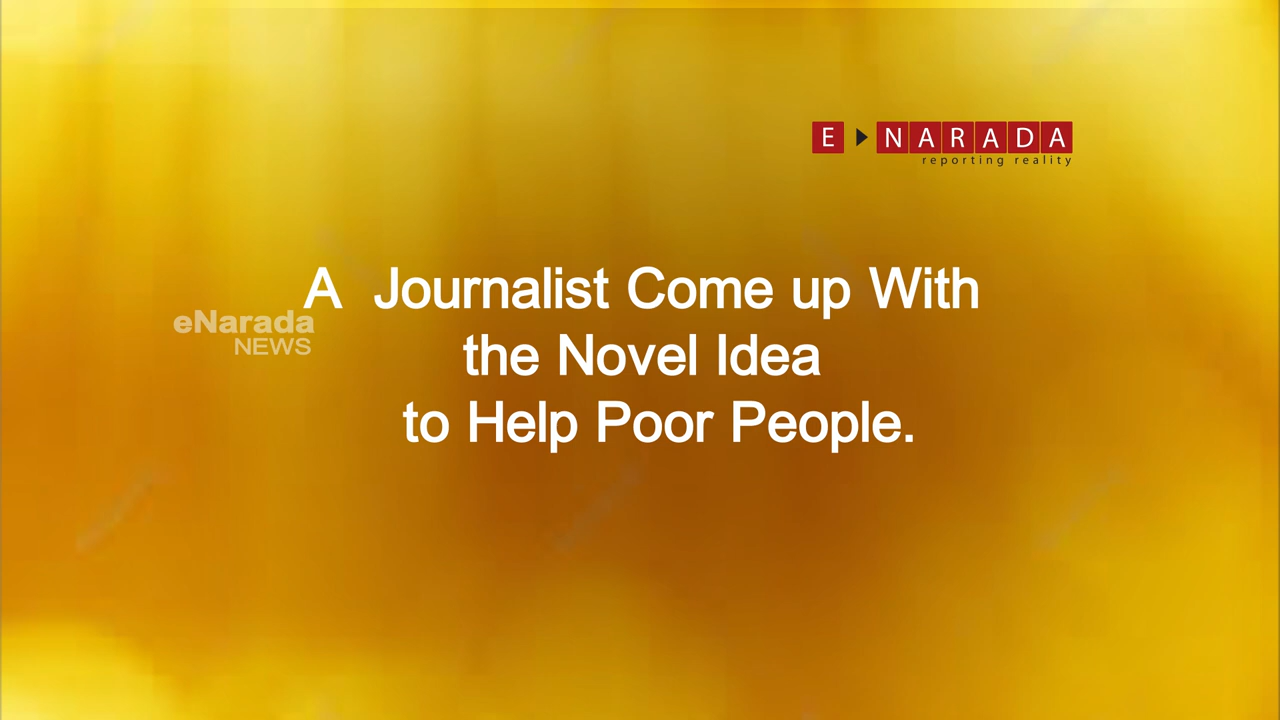 E NARADA
reporting reality
A Journalist Come up With
eNarada
NEWS
the Novel Idea
to Help Poor People.